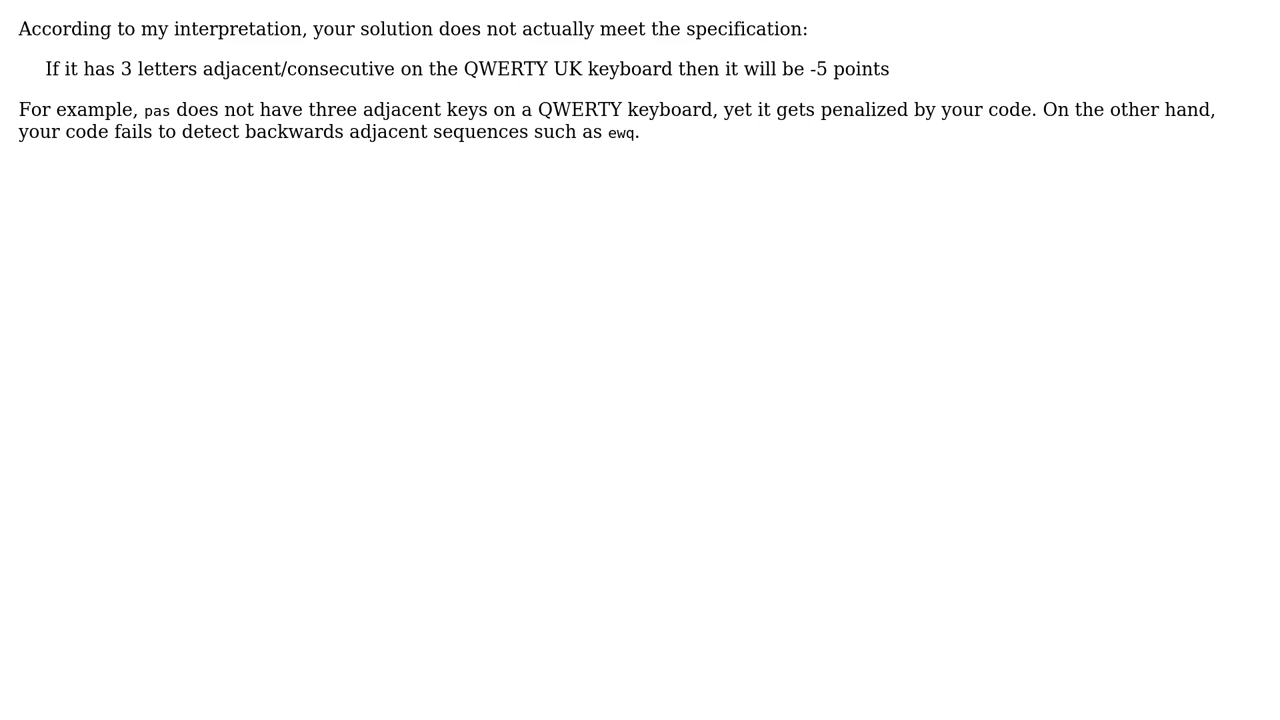 According to my interpretation, your solution does not actually meet the specification:
If it has 3 letters adjacent/consecutive on the QWERTY UK keyboard then it will be -5 points
For example, pas does not have three adjacent keys on a QWERTY keyboard, yet it gets penalized by your code. On the other hand,
your code fails to detect backwards adjacent sequences such as ewq.